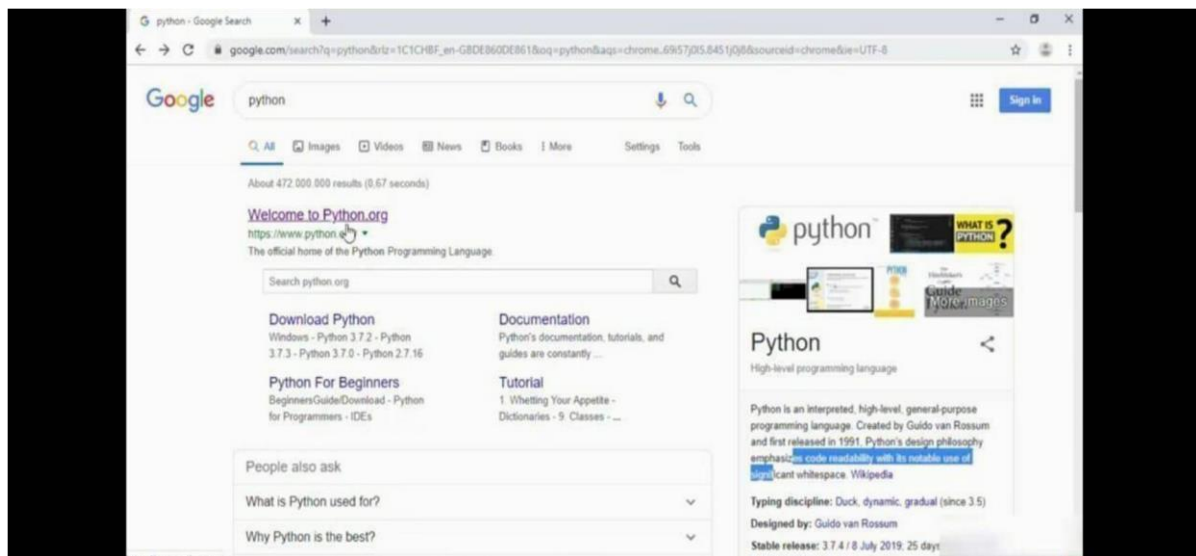 python - Google Search
google.com/search?q=python&rlz=1C1CHBF_en-GBDE860DE861&oq=python&aqs=chrome..69i57j0l5.8451j0j8&sourceid=chrome&ie=UTF-8
Google
python
Sign in
All Images Videos News Books More Settings Tools
About 472.000.000 results (0,67 seconds)
Welcome to Python.org
https://www.python.
The official home of the Python Programming Language
Search python.org
Download Python
Windows - Python 3.7.2 - Python
3.7.3 - Python 3.7.0 - Python 2.7.16
Documentation
Python's documentation, tutorials, and
guides are constantly ...
Python For Beginners
BeginnersGuide/Download - Python
for Programmers - IDEs
Tutorial
1. Whetting Your Appetite -
Dictionaries - 9. Classes - ...
People also ask
What is Python used for?
Why Python is the best?
python
WHAT IS
PYTHON?
PYTHON
Guide
More images
Python
High-level programming language
Python is an interpreted, high-level, general-purpose
programming language. Created by Guido van Rossum
and first released in 1991, Python's design philosophy
emphasizes code readability with its notable use of
significant whitespace. Wikipedia
Typing discipline: Duck, dynamic, gradual (since 3.5)
Designed by: Guido van Rossum
Stable release: 3.7.4 / 8 July 2019; 25 days